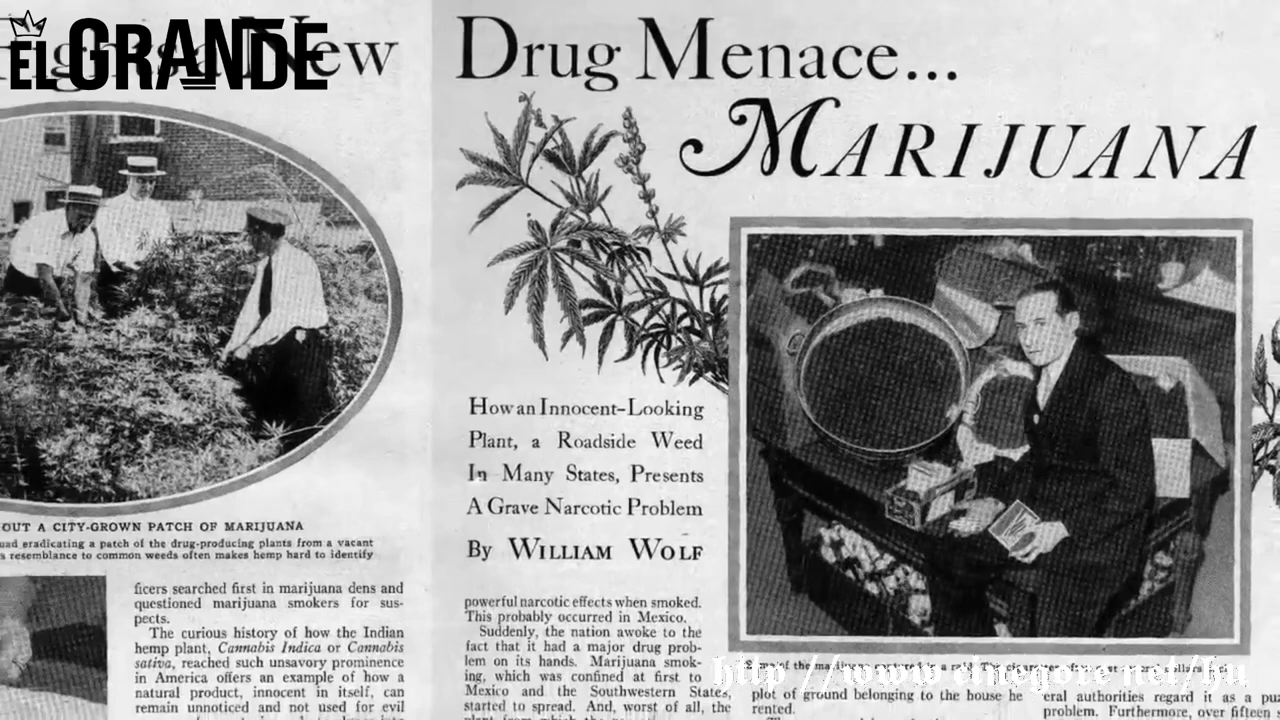 EL GRANDE
New
Drug Menace...
MARIJUANA
How an Innocent-Looking
Plant, a Roadside Weed
In Many States, Presents
A Grave Narcotic Problem
By WILLIAM WOLF
OUT A CITY-GROWN PATCH OF MARIJUANA
uad eradicating a patch of the drug-producing plants from a vacant
s resemblance to common weeds often makes hemp hard to identify
ficers searched first in marijuana dens and
questioned marijuana smokers for sus-
pects.
The curious history of how the Indian
hemp plant, Cannabis Indica or Cannabis
sativa, reached such unsavory prominence
in America offers an example of how a
natural product, innocent in itself, can
remain unnoticed and not used for evil
powerful narcotic effects when smoked.
This probably occurred in Mexico.
Suddenly, the nation awoke to the
fact that it had a major drug prob-
lem on its hands. Marijuana smok-
ing, which was confined at first to
Mexico and the Southwestern States,
started to spread. And, worst of all, the
plot of ground belonging to the house he
rented.
eral authorities regard it as a pu
problem. Furthermore, over fifteen s